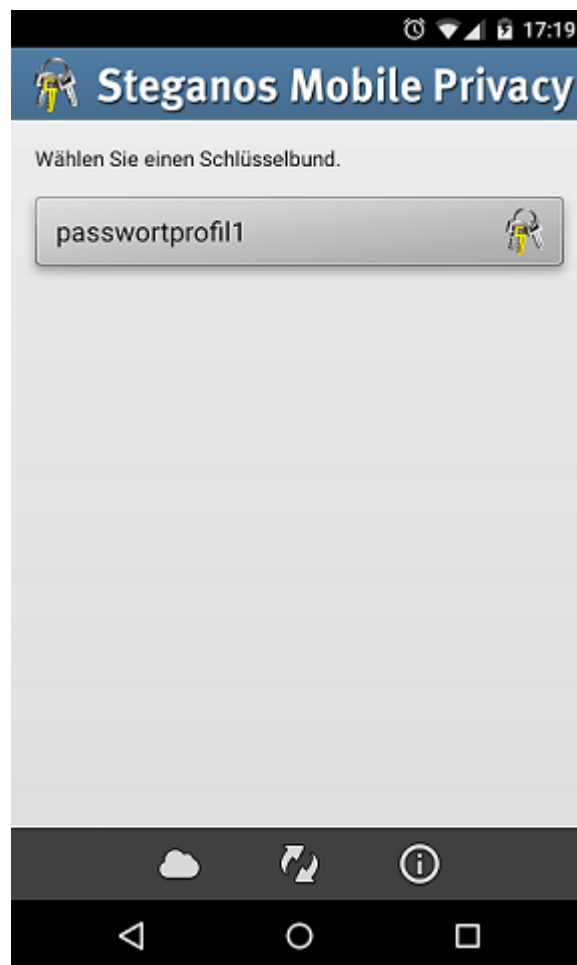 17:19
Steganos Mobile Privacy
Wählen Sie einen Schlüsselbund.
passwortprofil1